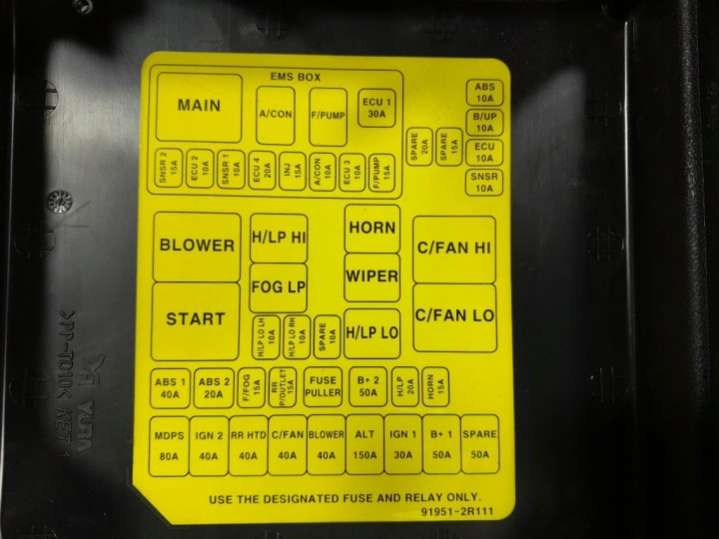 EMS BOX
MAIN
A/CON
F/PUMP
ECU 1
30A
ABS
10A
B/UP
10A
ECU
10A
SNSR
10A
SPARE
20A
SPARE
15A
SNSR 2
15A
ECU 2
10A
SNSR 1
10A
ECU 4
20A
INJ
15A
A/CON
10A
ECU 3
10A
F/PUMP
15A
BLOWER
H/LP HI
HORN
C/FAN HI
FOG LP
WIPER
START
C/FAN LO
H/LP LO LH
10A
H/LP LO RH
10A
SPARE
10A
H/LP LO
ABS 1
40A
ABS 2
20A
F/FOG
15A
RR
P/OUTLET
15A
FUSE
PULLER
B+ 2
50A
H/LP
20A
HORN
15A
MDPS
80A
IGN 2
40A
RR HTD
40A
C/FAN
40A
BLOWER
40A
ALT
150A
IGN 1
30A
B+ 1
50A
SPARE
50A
USE THE DESIGNATED FUSE AND RELAY ONLY.
91951-2R111